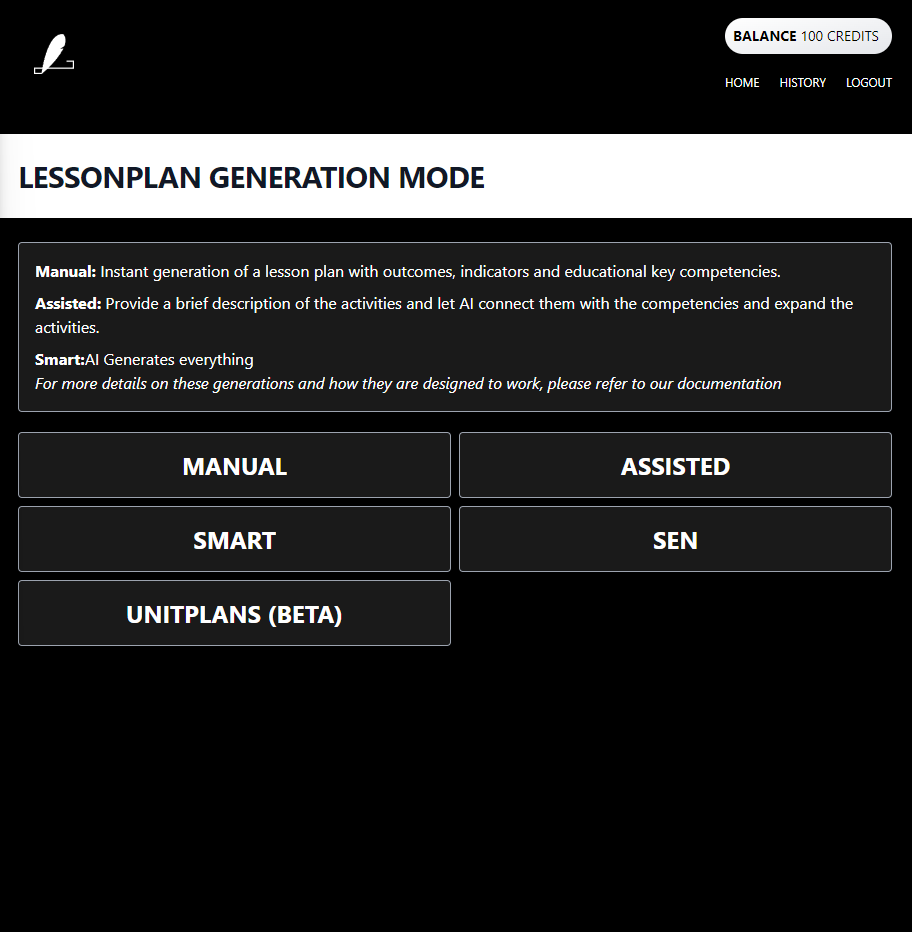 BALANCE 100 CREDITS
HOME HISTORY LOGOUT
LESSONPLAN GENERATION MODE
Manual: Instant generation of a lesson plan with outcomes, indicators and educational key competencies.
Assisted: Provide a brief description of the activities and let AI connect them with the competencies and expand the
activities.
Smart:AI Generates everything
For more details on these generations and how they are designed to work, please refer to our documentation
MANUAL
ASSISTED
SMART
SEN
UNITPLANS (BETA)